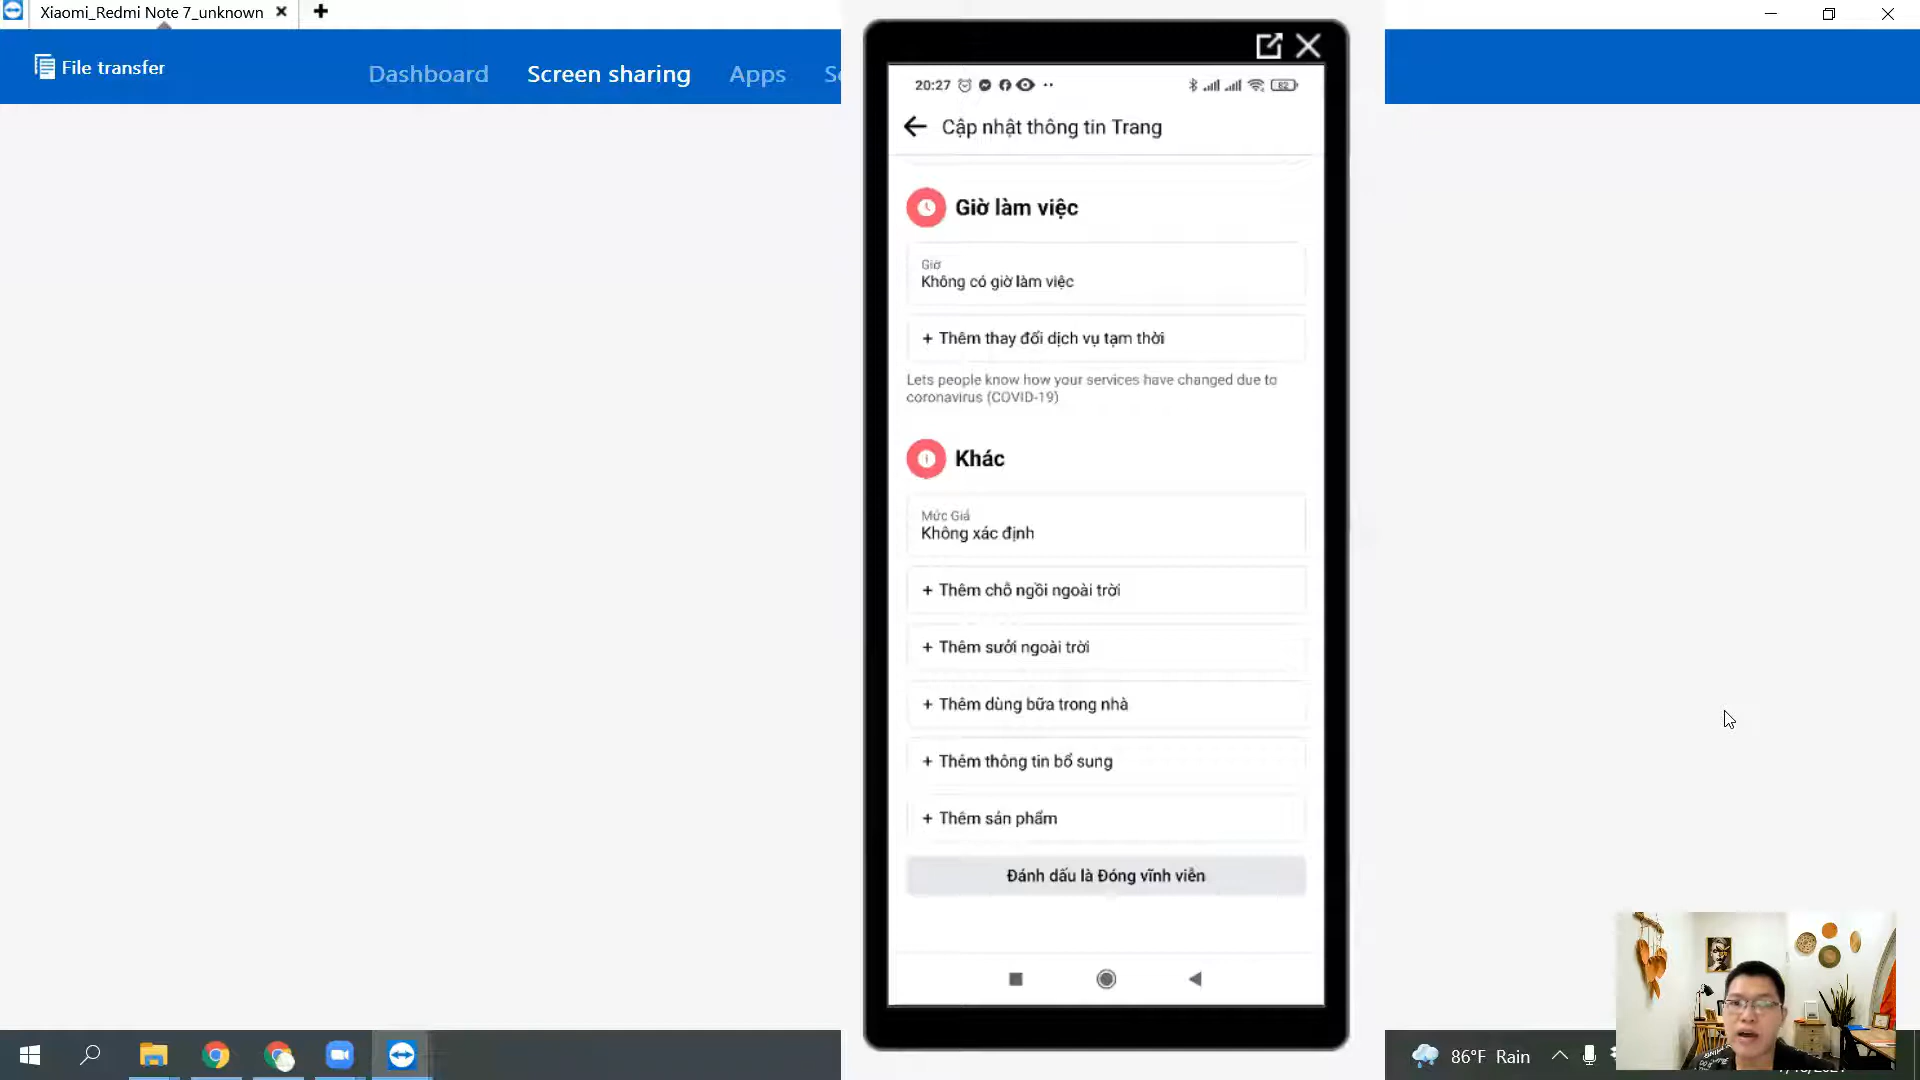 Xiaomi_Redmi Note 7_unknown
File transfer
Dashboard
Screen sharing
Apps
20:27
82
Cập nhật thông tin Trang
Giờ làm việc
Giờ
Không có giờ làm việc
+ Thêm thay đổi dịch vụ tạm thời
Lets people know how your services have changed due to
coronavirus (COVID-19)
Khác
Mức Giá
Không xác định
+ Thêm chỗ ngồi ngoài trời
+ Thêm sưởi ngoài trời
+ Thêm dùng bữa trong nhà
+ Thêm thông tin bổ sung
+ Thêm sản phẩm
Đánh dấu là Đóng vĩnh viễn
86°F Rain